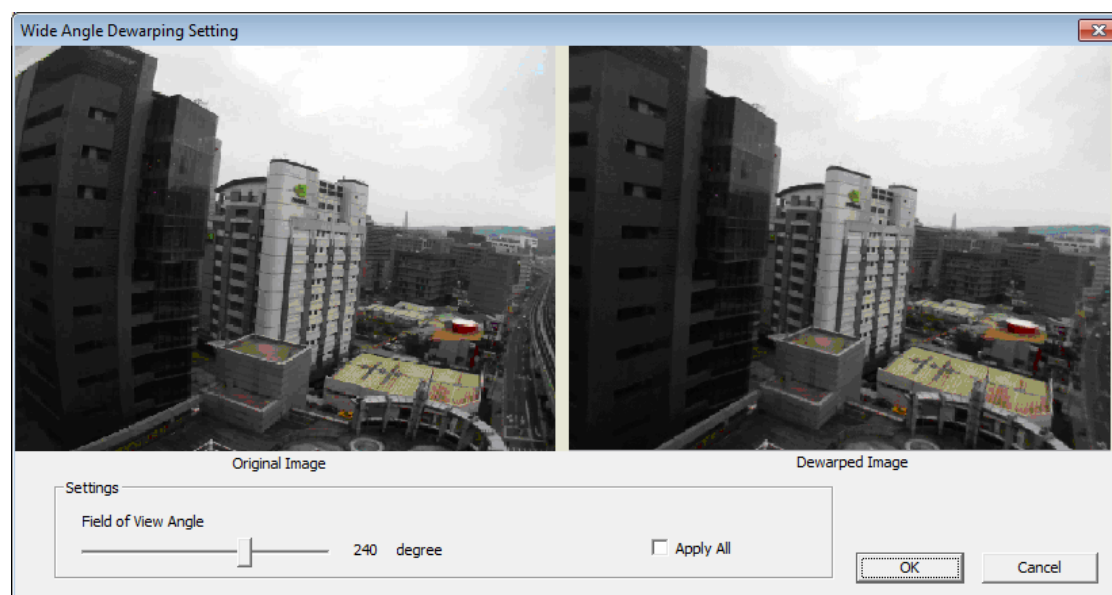 Wide Angle Dewarping Setting
Original Image
Dewarped Image
Settings
Field of View Angle
240 degree
Apply All
OK
Cancel